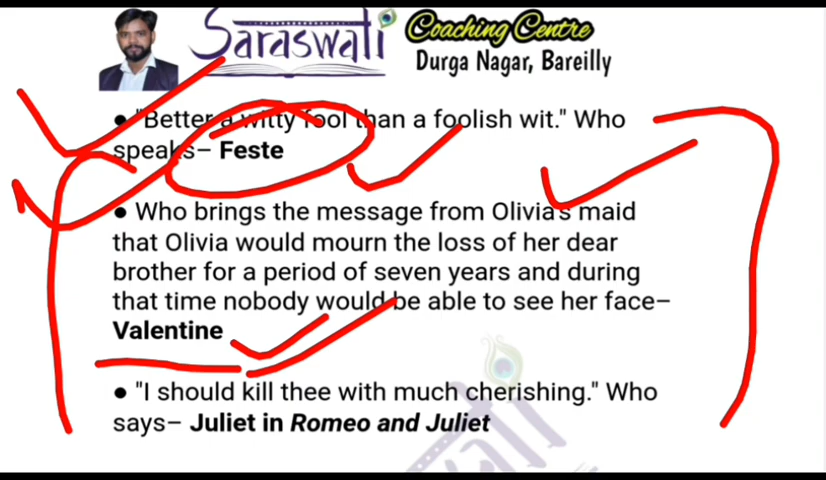 Saraswati
Coaching Centre
Durga Nagar, Bareilly
● "Better a witty fool than a foolish wit." Who
speaks– Feste
● Who brings the message from Olivia's maid
that Olivia would mourn the loss of her dear
brother for a period of seven years and during
that time nobody would be able to see her face–
Valentine
● "I should kill thee with much cherishing." Who
says– Juliet in Romeo and Juliet